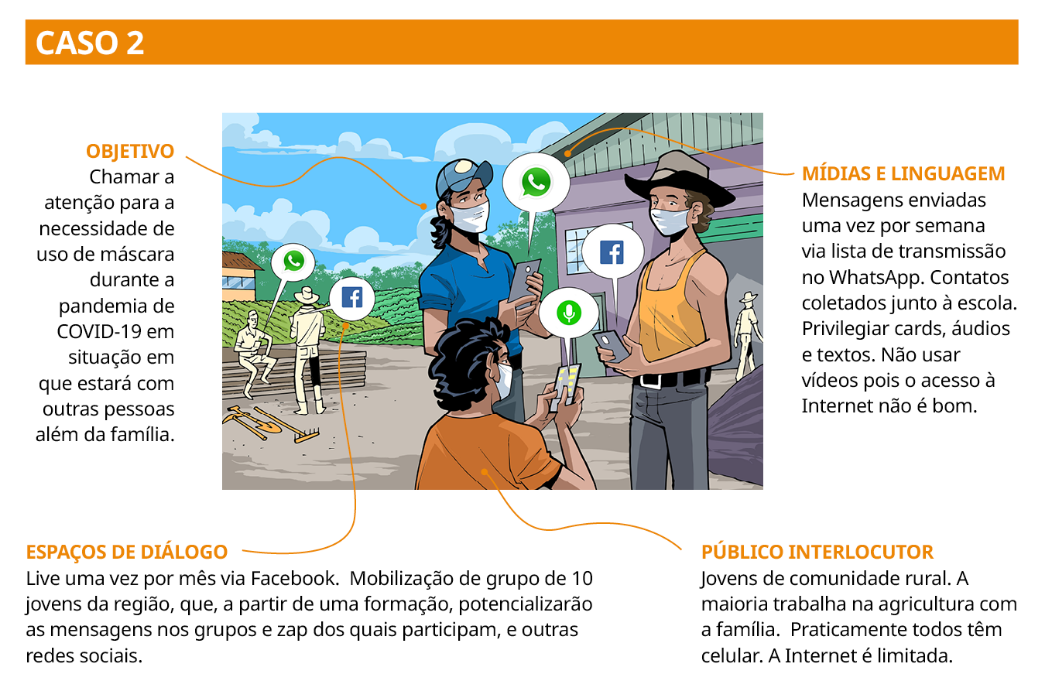 CASO 2
OBJETIVO
Chamar a
atenção para a
necessidade de
uso de máscara
durante a
pandemia de
COVID-19 em
situação em
que estará com
outras pessoas
além da família.
MÍDIAS E LINGUAGEM
Mensagens enviadas
uma vez por semana
via lista de transmissão
no WhatsApp. Contatos
coletados junto à escola.
Privilegiar cards, áudios
e textos. Não usar
vídeos pois o acesso à
Internet não é bom.
ESPAÇOS DE DIÁLOGO
Live uma vez por mês via Facebook.  Mobilização de grupo de 10
jovens da região, que, a partir de uma formação, potencializarão
as mensagens nos grupos e zap dos quais participam, e outras
redes sociais.
PÚBLICO INTERLOCUTOR
Jovens de comunidade rural. A
maioria trabalha na agricultura com
a família.  Praticamente todos têm
celular. A Internet é limitada.